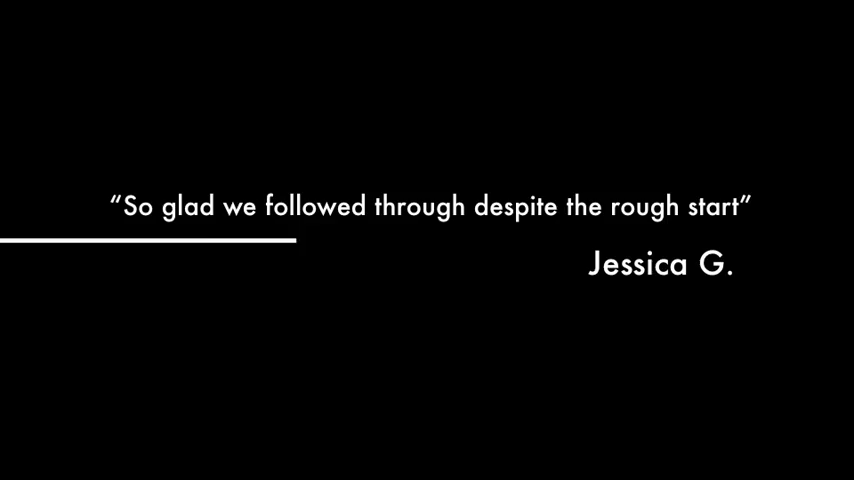 “So glad we followed through despite the rough start”
Jessica G.